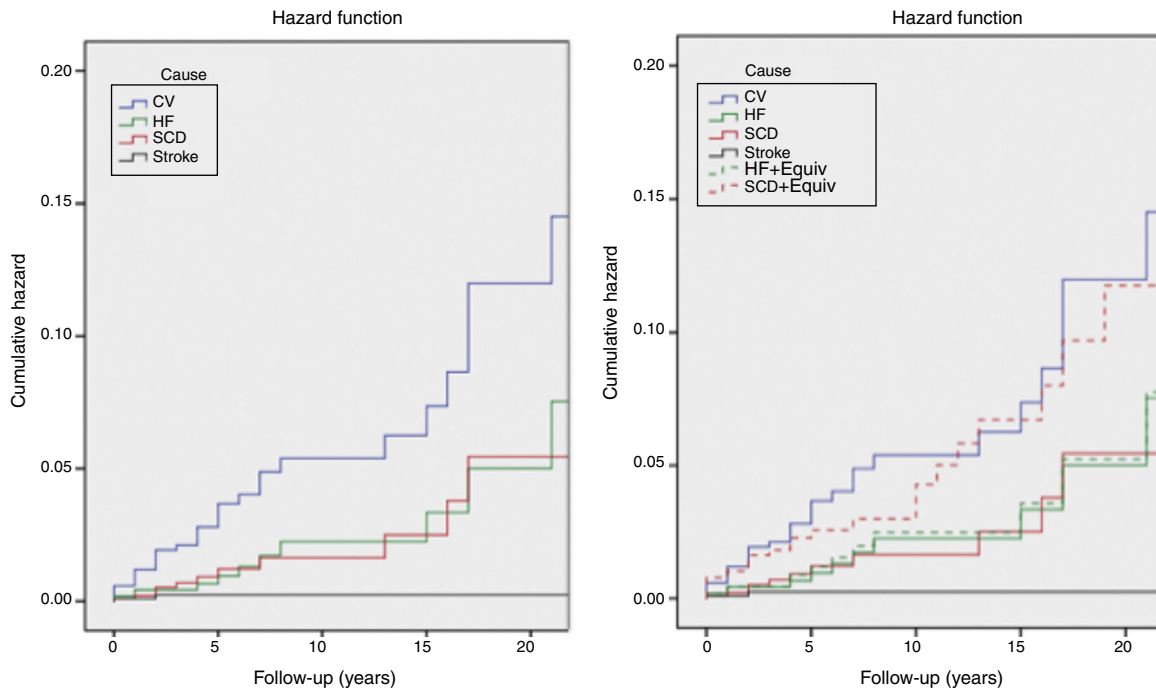 Hazard function
0.20
0.15
0.10
0.05
0.00
Cumulative hazard
Cause
CV
HF
SCD
Stroke
0 5 10 15 20
Follow-up (years)
Hazard function
0.20
0.15
0.10
0.05
0.00
Cumulative hazard
Cause
CV
HF
SCD
Stroke
HF+Equiv
SCD+Equiv
0 5 10 15 20
Follow-up (years)